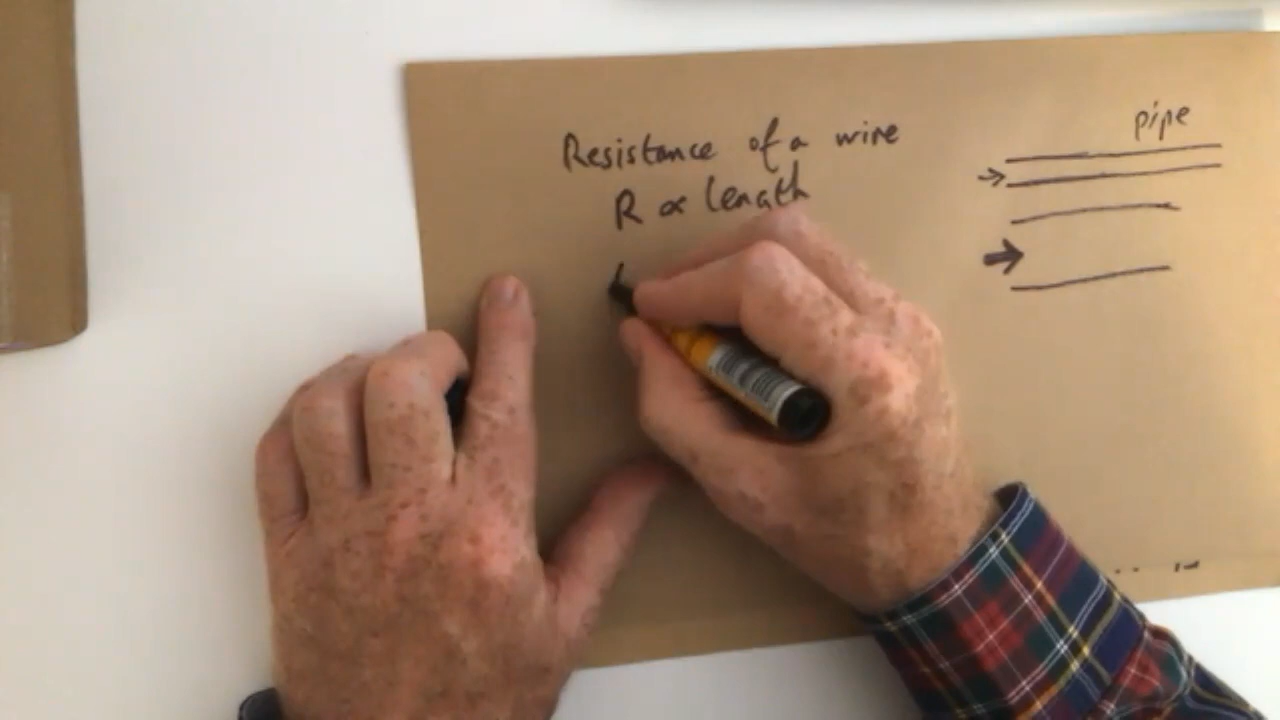 Resistance of a wire
R ∝ length
pipe